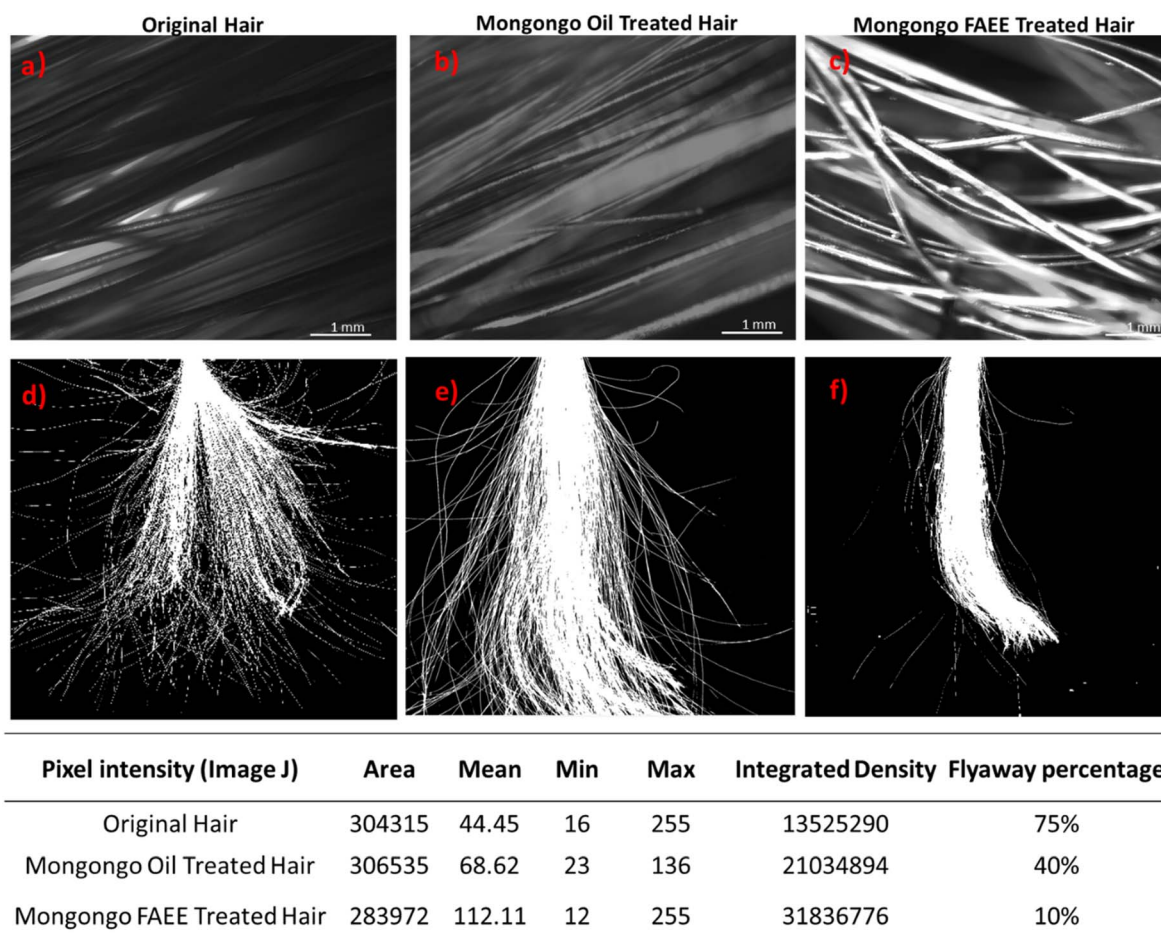 Original Hair
Mongongo Oil Treated Hair
Mongongo FAEE Treated Hair
a)
b)
c)
1 mm
1 mm
1 mm
d)
e)
f)
Pixel intensity (Image J) Area Mean Min Max Integrated Density Flyaway percentage
Original Hair 304315 44.45 16 255 13525290 75%
Mongongo Oil Treated Hair 306535 68.62 23 136 21034894 40%
Mongongo FAEE Treated Hair 283972 112.11 12 255 31836776 10%